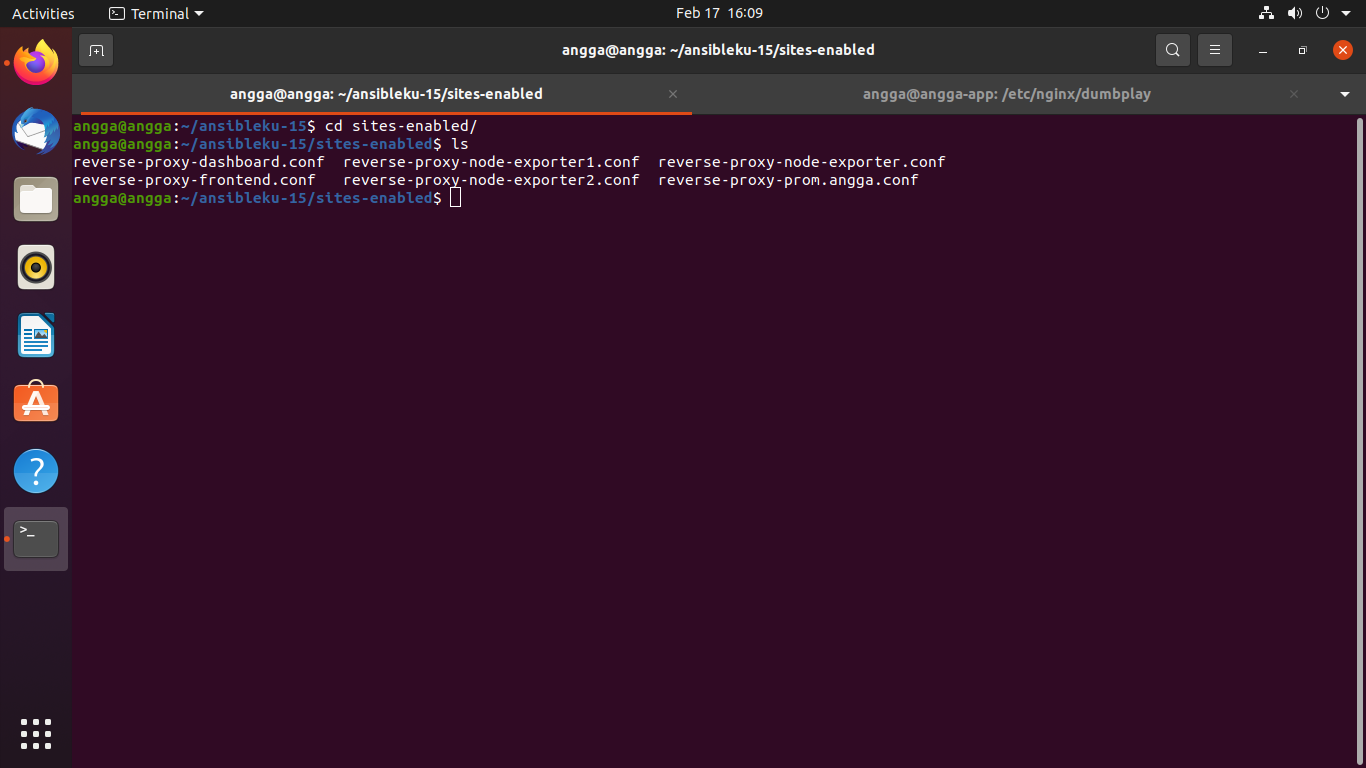 Activities Terminal Feb 17 16:09
angga@angga: ~/ansibleku-15/sites-enabled
angga@angga: ~/ansibleku-15/sites-enabled angga@angga-app: /etc/nginx/dumbplay
angga@angga:~/ansibleku-15$ cd sites-enabled/
angga@angga:~/ansibleku-15/sites-enabled$ ls
reverse-proxy-dashboard.conf reverse-proxy-node-exporter1.conf reverse-proxy-node-exporter.conf
reverse-proxy-frontend.conf reverse-proxy-node-exporter2.conf reverse-proxy-prom.angga.conf
angga@angga:~/ansibleku-15/sites-enabled$